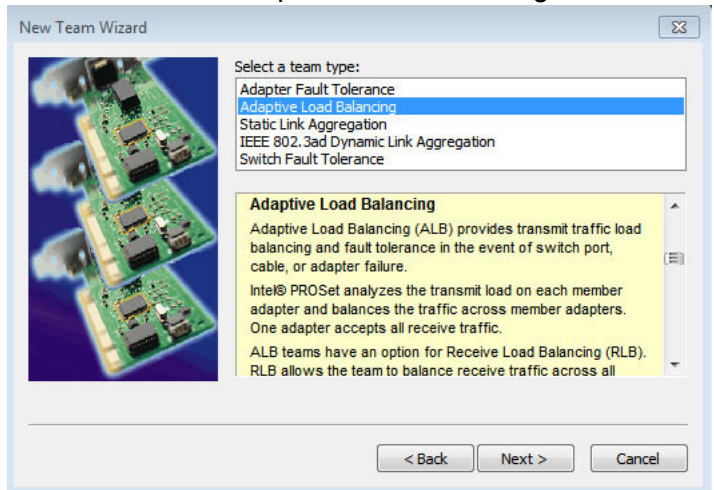 New Team Wizard
Select a team type:
Adapter Fault Tolerance
Adaptive Load Balancing
Static Link Aggregation
IEEE 802.3ad Dynamic Link Aggregation
Switch Fault Tolerance
Adaptive Load Balancing
Adaptive Load Balancing (ALB) provides transmit traffic load
balancing and fault tolerance in the event of switch port,
cable, or adapter failure.
Intel® PROSet analyzes the transmit load on each member
adapter and balances the traffic across member adapters.
One adapter accepts all receive traffic.
ALB teams have an option for Receive Load Balancing (RLB).
RLB allows the team to balance receive traffic across all
< Back
Next >
Cancel